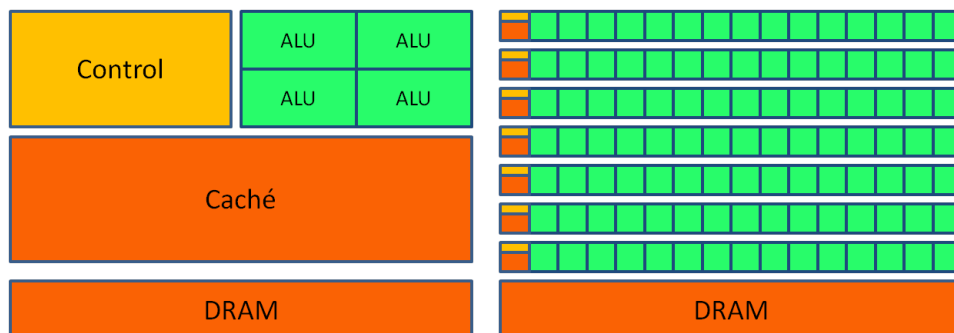 Control
ALU ALU
ALU ALU
Caché
DRAM
DRAM